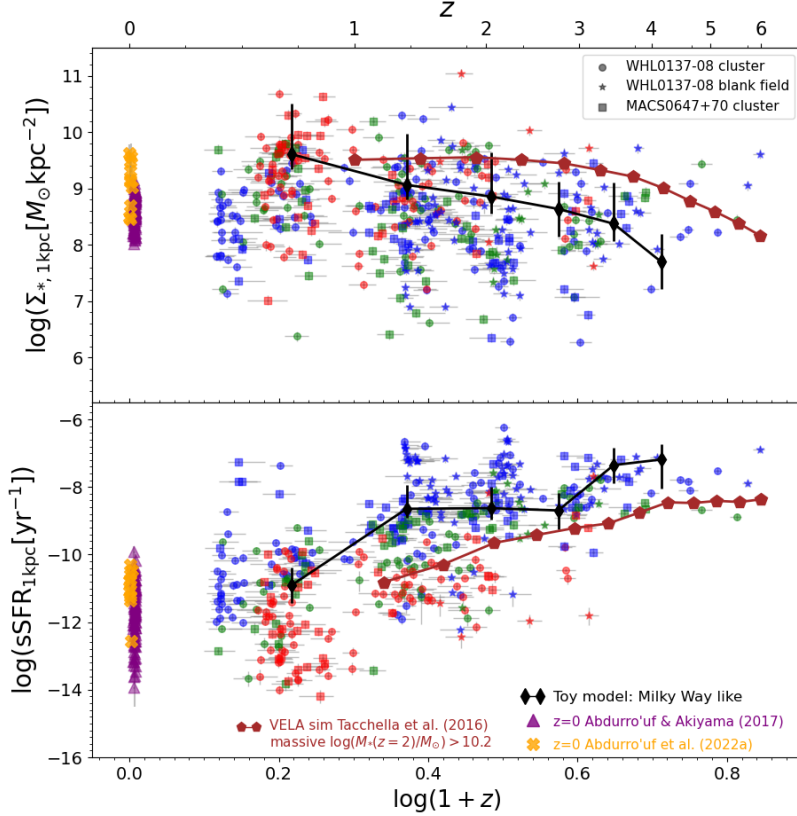 z
0 1 2 3 4 5 6
WHL0137-08 cluster
WHL0137-08 blank field
MACS0647+70 cluster
11
10
9
8
7
6
log(Σ*,1kpc[M⊙kpc−2])
−6
−8
−10
−12
−14
−16
log(sSFR1kpc[yr−1])
Toy model: Milky Way like
VELA sim Tacchella et al. (2016)
massive log(M*(z = 2)/M⊙) > 10.2
z=0 Abdurro'uf & Akiyama (2017)
z=0 Abdurro'uf et al. (2022a)
0.0 0.2 0.4 0.6 0.8
log(1 + z)